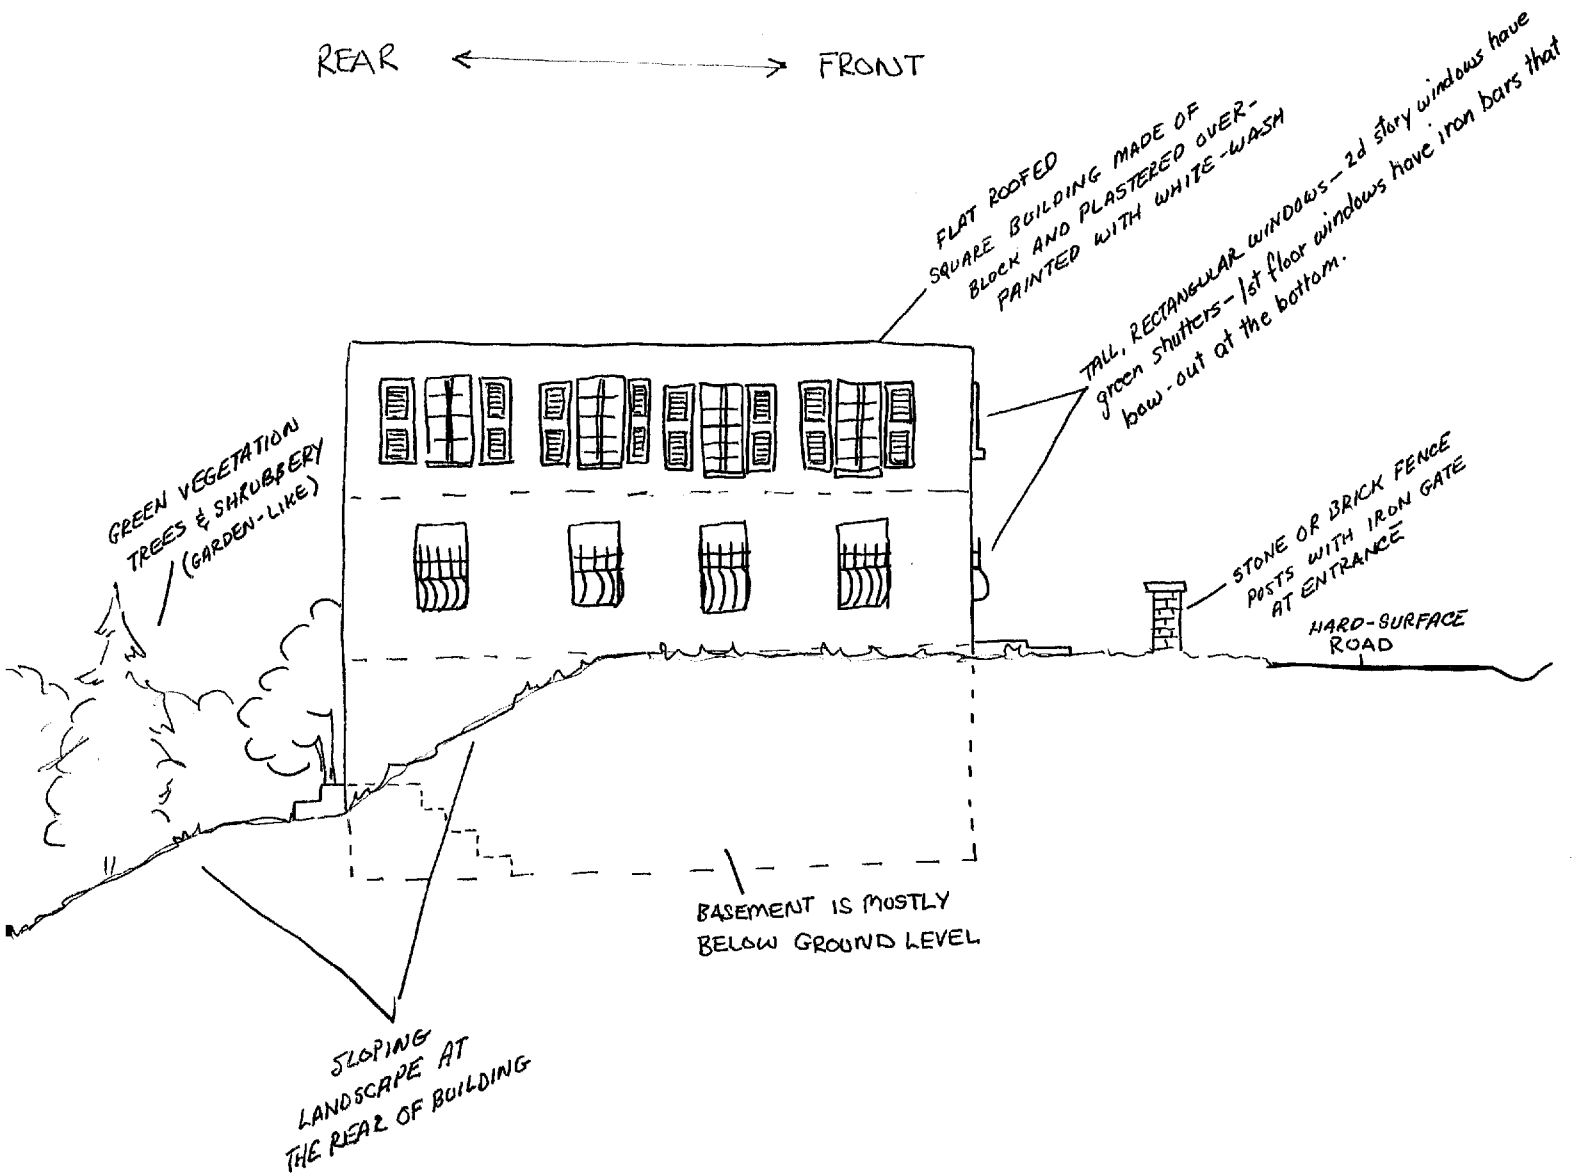 REAR FRONT
FLAT ROOFED
SQUARE BUILDING MADE OF
BLOCK AND PLASTERED OVER-
PAINTED WITH WHITE-WASH
TALL, RECTANGULAR WINDOWS - 2d story windows have
green shutters - 1st floor windows have iron bars that
bow-out at the bottom.
GREEN VEGETATION
TREES & SHRUBBERY
(GARDEN-LIKE)
STONE OR BRICK FENCE
POSTS WITH IRON GATE
AT ENTRANCE
HARD-SURFACE
ROAD
BASEMENT IS MOSTLY
BELOW GROUND LEVEL
SLOPING
LANDSCAPE AT
THE REAR OF BUILDING